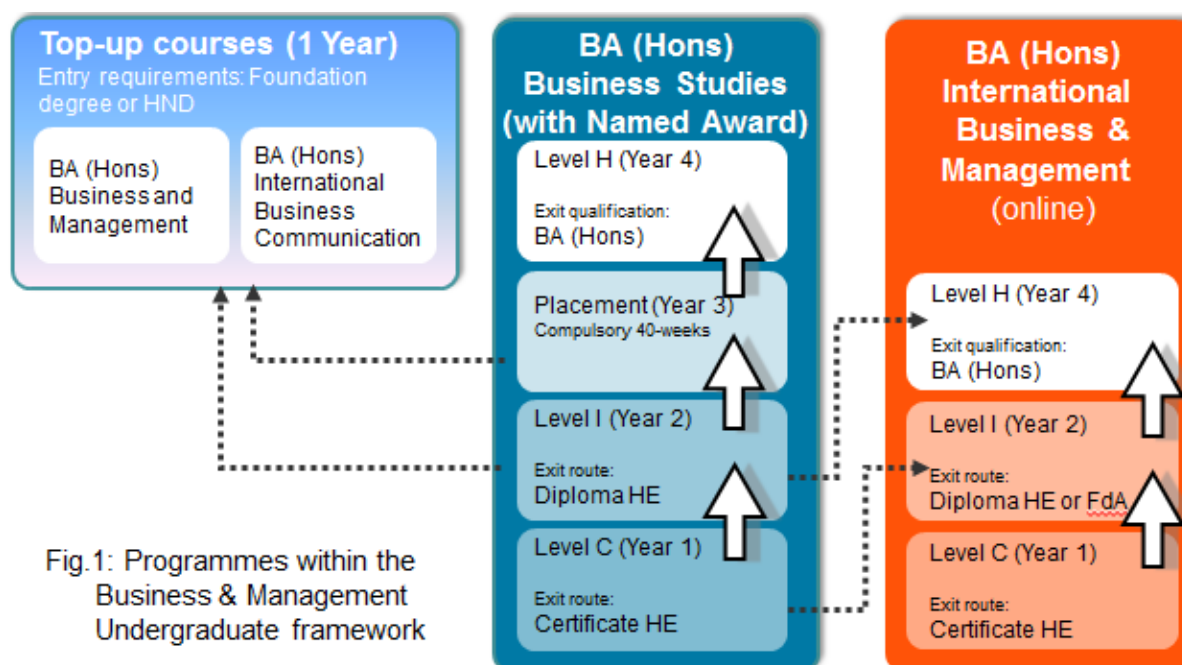 Top-up courses (1 Year)
Entry requirements: Foundation
degree or HND
BA (Hons)
Business and
Management
BA (Hons)
International
Business
Communication
BA (Hons)
Business Studies
(with Named Award)
Level H (Year 4)
Exit qualification:
BA (Hons)
Placement (Year 3)
Compulsory 40-weeks
Level I (Year 2)
Exit route:
Diploma HE
Level C (Year 1)
Exit route:
Certificate HE
BA (Hons)
International
Business &
Management
(online)
Level H (Year 4)
Exit qualification:
BA (Hons)
Level I (Year 2)
Exit route:
Diploma HE or FdA
Level C (Year 1)
Exit route:
Certificate HE
Fig.1: Programmes within the
Business & Management
Undergraduate framework